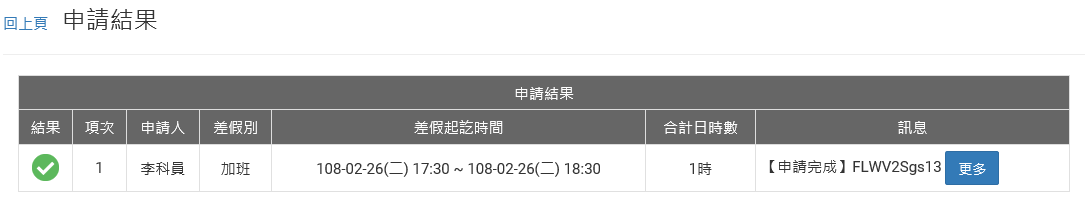 回上頁 申請結果
申請結果
結果 項次 申請人 差假別 差假起訖時間 合計日時數 訊息
1 李科員 加班 108-02-26(二) 17:30 ~ 108-02-26(二) 18:30 1時 【申請完成】FLWV2Sgs13 更多